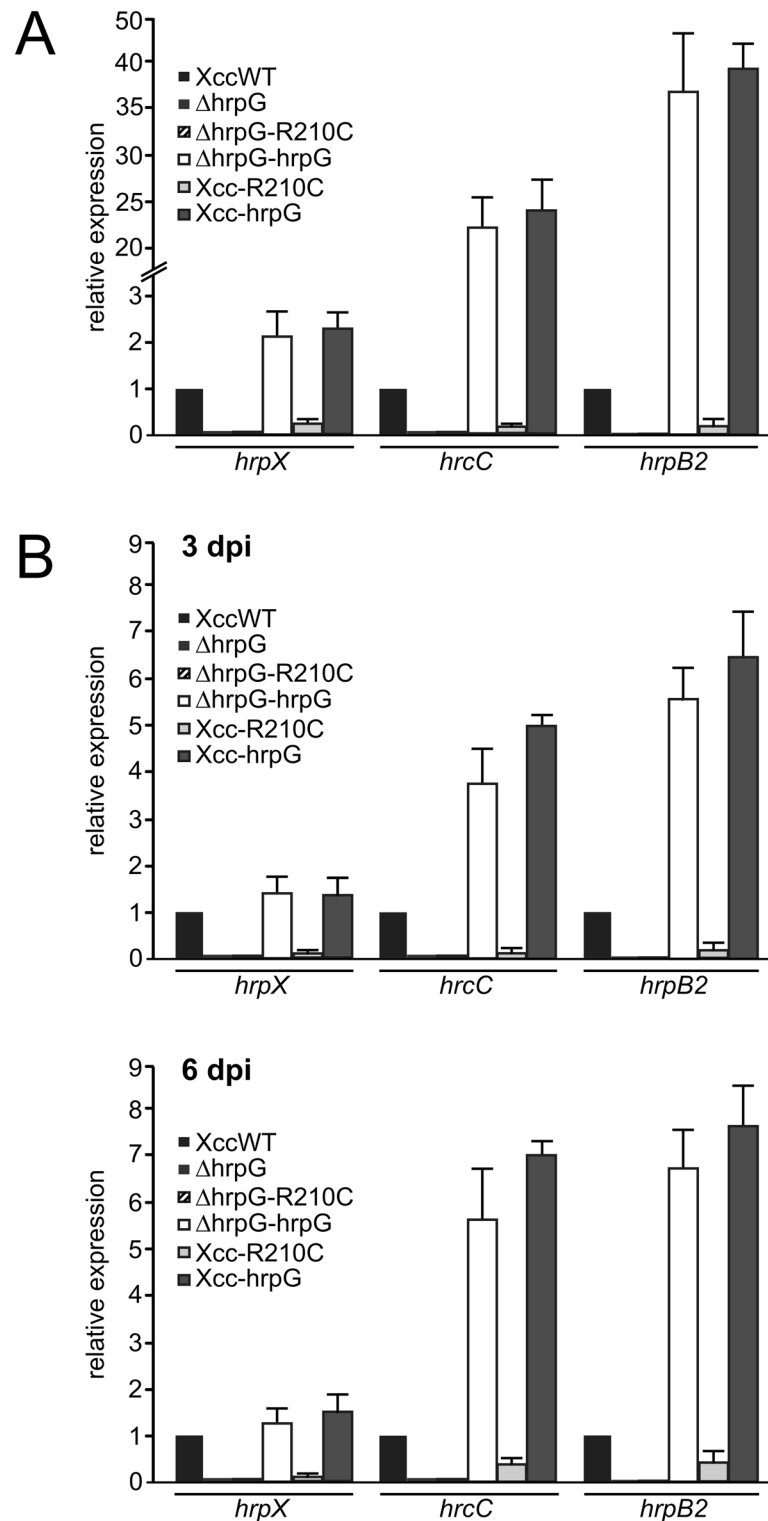 A
50
40
35
30
25
20
3
2
1
0
relative expression
XccWT
ΔhrpG
ΔhrpG-R210C
ΔhrpG-hrpG
Xcc-R210C
Xcc-hrpG
hrpX hrcC hrpB2
B
3 dpi
9
8
7
6
5
4
3
2
1
0
relative expression
XccWT
ΔhrpG
ΔhrpG-R210C
ΔhrpG-hrpG
Xcc-R210C
Xcc-hrpG
hrpX hrcC hrpB2
6 dpi
9
8
7
6
5
4
3
2
1
0
relative expression
XccWT
ΔhrpG
ΔhrpG-R210C
ΔhrpG-hrpG
Xcc-R210C
Xcc-hrpG
hrpX hrcC hrpB2